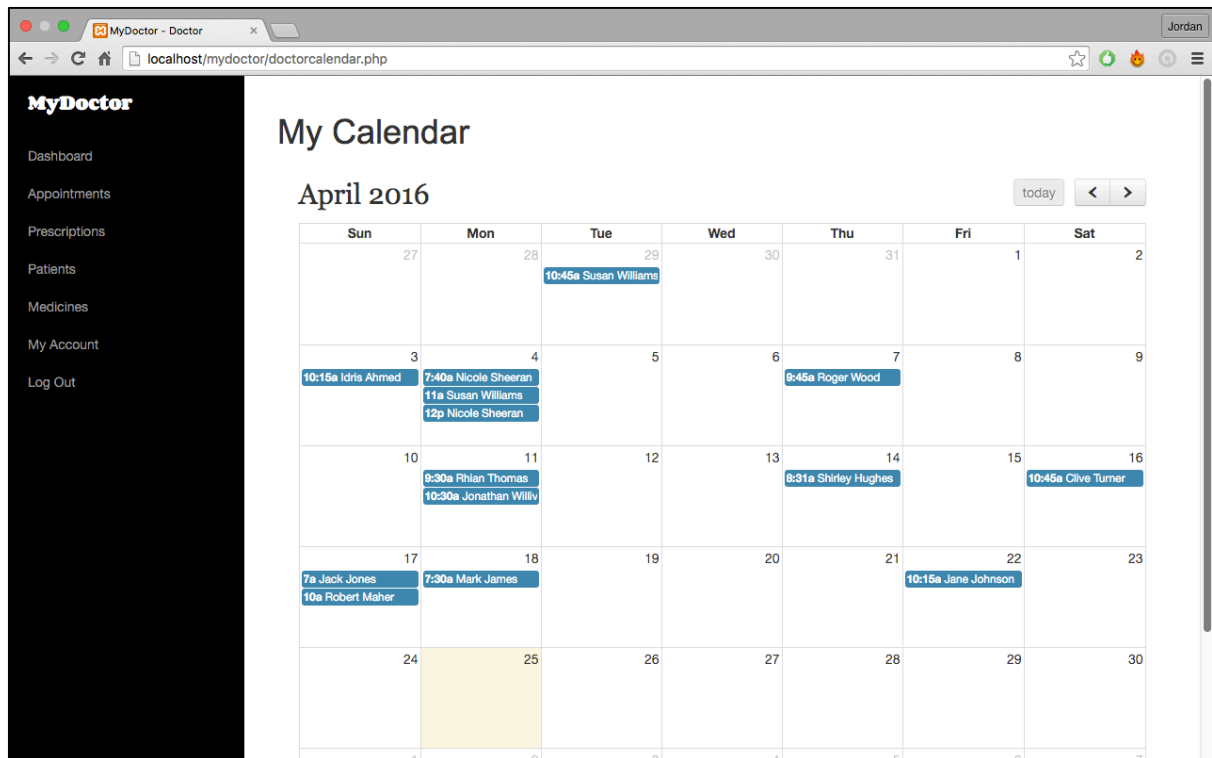 MyDoctor - Doctor
Jordan
localhost/mydoctor/doctorcalendar.php
MyDoctor
Dashboard
Appointments
Prescriptions
Patients
Medicines
My Account
Log Out
My Calendar
April 2016
today
Sun Mon Tue Wed Thu Fri Sat
27 28 29 30 31 1 2
10:45a Susan Williams
3 4 5 6 7 8 9
10:15a Idris Ahmed 7:40a Nicole Sheeran 9:45a Roger Wood
11a Susan Williams
12p Nicole Sheeran
10 11 12 13 14 15 16
9:30a Rhian Thomas 8:31a Shirley Hughes 10:45a Clive Turner
10:30a Jonathan Williv
17 18 19 20 21 22 23
7a Jack Jones 7:30a Mark James 10:15a Jane Johnson
10a Robert Maher
24 25 26 27 28 29 30